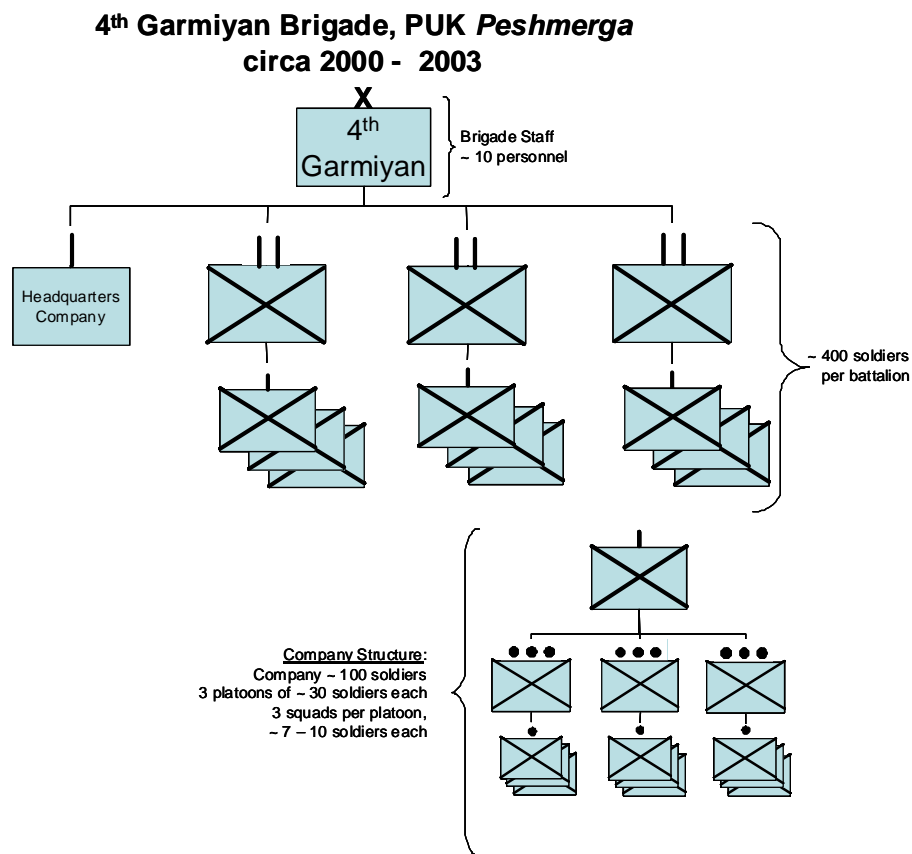 4th Garmiyan Brigade, PUK Peshmerga
circa 2000 - 2003
X
4th
Garmiyan
Brigade Staff
~ 10 personnel
Headquarters
Company
~ 400 soldiers
per battalion
Company Structure:
Company ~ 100 soldiers
3 platoons of ~ 30 soldiers each
3 squads per platoon,
~ 7 – 10 soldiers each